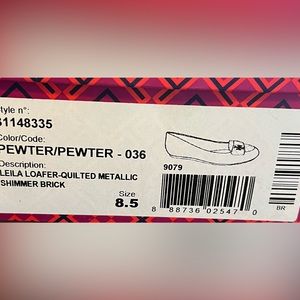 Style n°:
81148335
Color/Code:
PEWTER/PEWTER - 036
Description:
LEILA LOAFER-QUILTED METALLIC
SHIMMER BRICK
Size
8.5
9079
8 88736 02547 0
BR